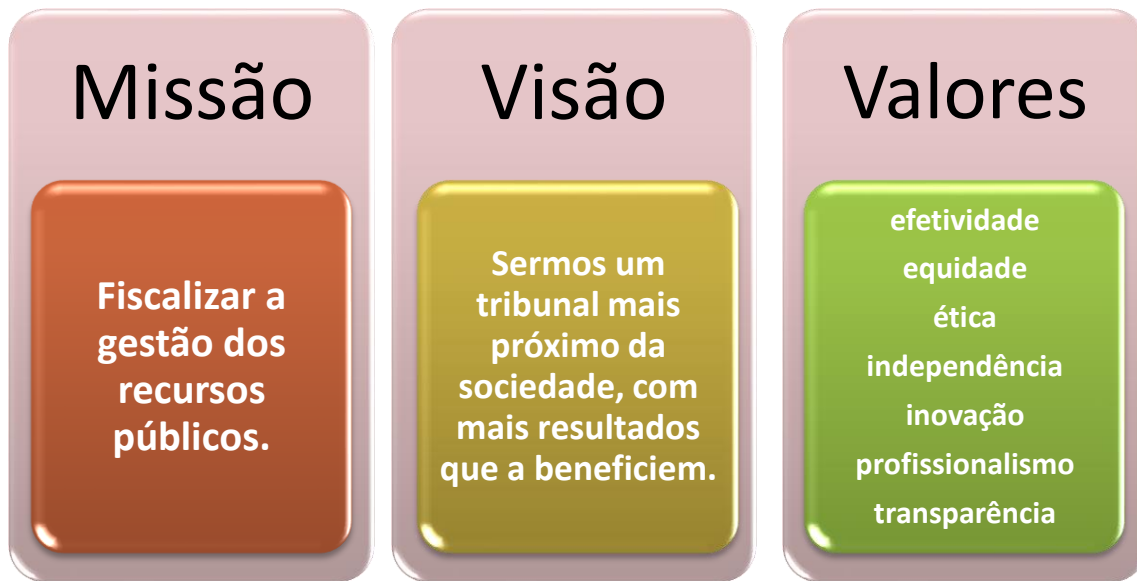 Missão
Fiscalizar a
gestão dos
recursos
públicos.
Visão
Sermos um
tribunal mais
próximo da
sociedade, com
mais resultados
que a beneficiem.
Valores
efetividade
equidade
ética
independência
inovação
profissionalismo
transparência